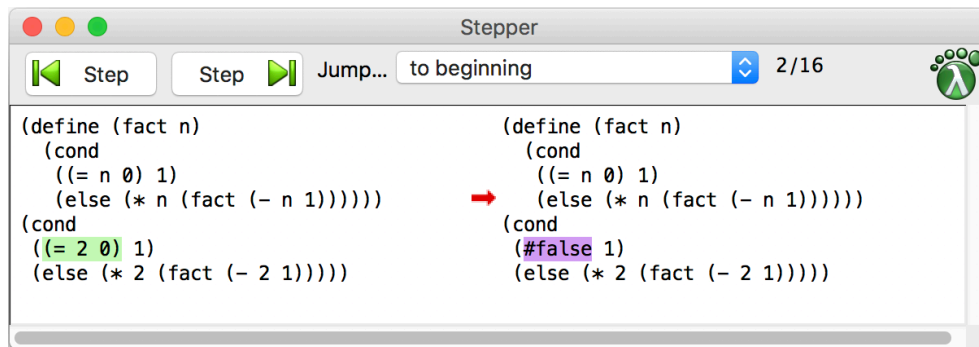 Stepper
Step Step Jump... to beginning 2/16
(define (fact n)
(cond
((= n 0) 1)
(else (* n (fact (- n 1))))))
(cond
((= 2 0) 1)
(else (* 2 (fact (- 2 1)))))
(define (fact n)
(cond
((= n 0) 1)
(else (* n (fact (- n 1))))))
(cond
(#false 1)
(else (* 2 (fact (- 2 1)))))